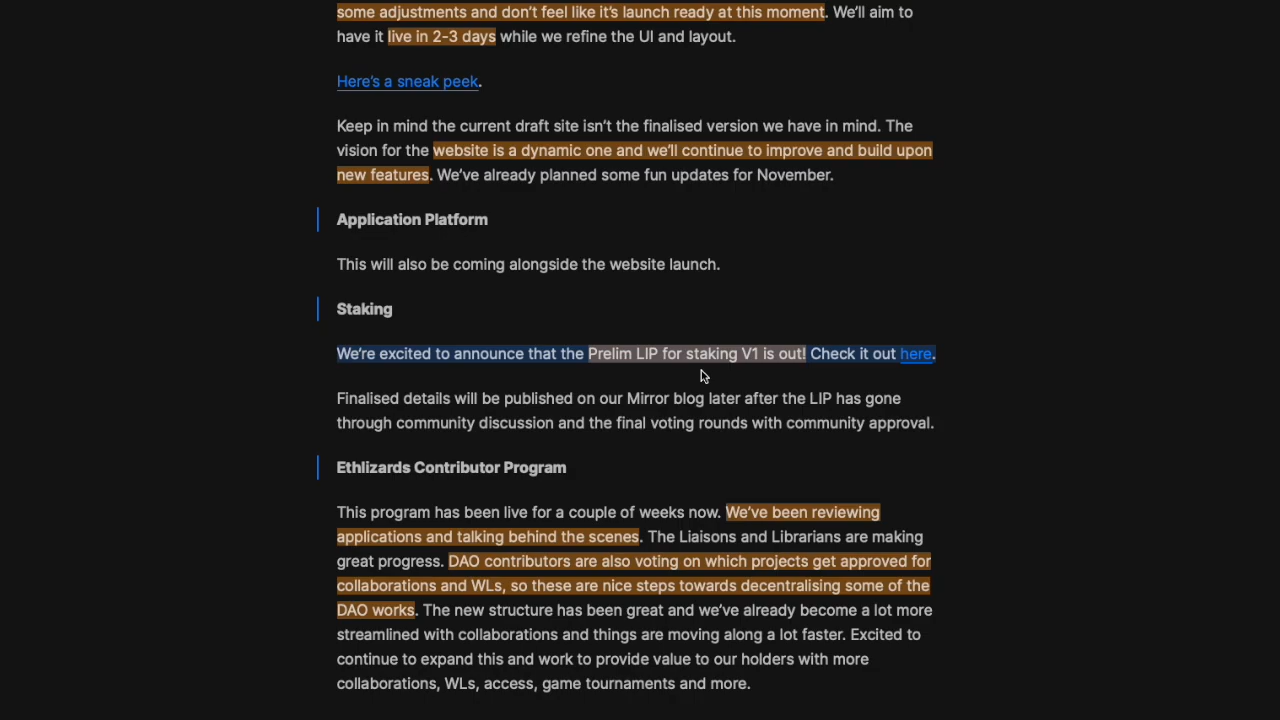 some adjustments and don’t feel like it’s launch ready at this moment. We’ll aim to
have it live in 2-3 days while we refine the UI and layout.
Here’s a sneak peek.
Keep in mind the current draft site isn’t the finalised version we have in mind. The
vision for the website is a dynamic one and we’ll continue to improve and build upon
new features. We’ve already planned some fun updates for November.
Application Platform
This will also be coming alongside the website launch.
Staking
We’re excited to announce that the Prelim LIP for staking V1 is out! Check it out here.
Finalised details will be published on our Mirror blog later after the LIP has gone
through community discussion and the final voting rounds with community approval.
Ethlizards Contributor Program
This program has been live for a couple of weeks now. We’ve been reviewing
applications and talking behind the scenes. The Liaisons and Librarians are making
great progress. DAO contributors are also voting on which projects get approved for
collaborations and WLs, so these are nice steps towards decentralising some of the
DAO works. The new structure has been great and we’ve already become a lot more
streamlined with collaborations and things are moving along a lot faster. Excited to
continue to expand this and work to provide value to our holders with more
collaborations, WLs, access, game tournaments and more.